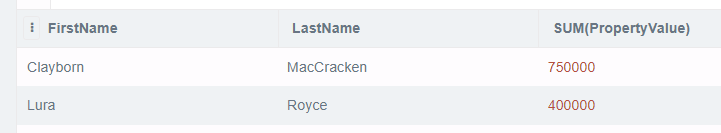 FirstName LastName SUM(PropertyValue)
Clayborn MacCracken 750000
Lura Royce 400000